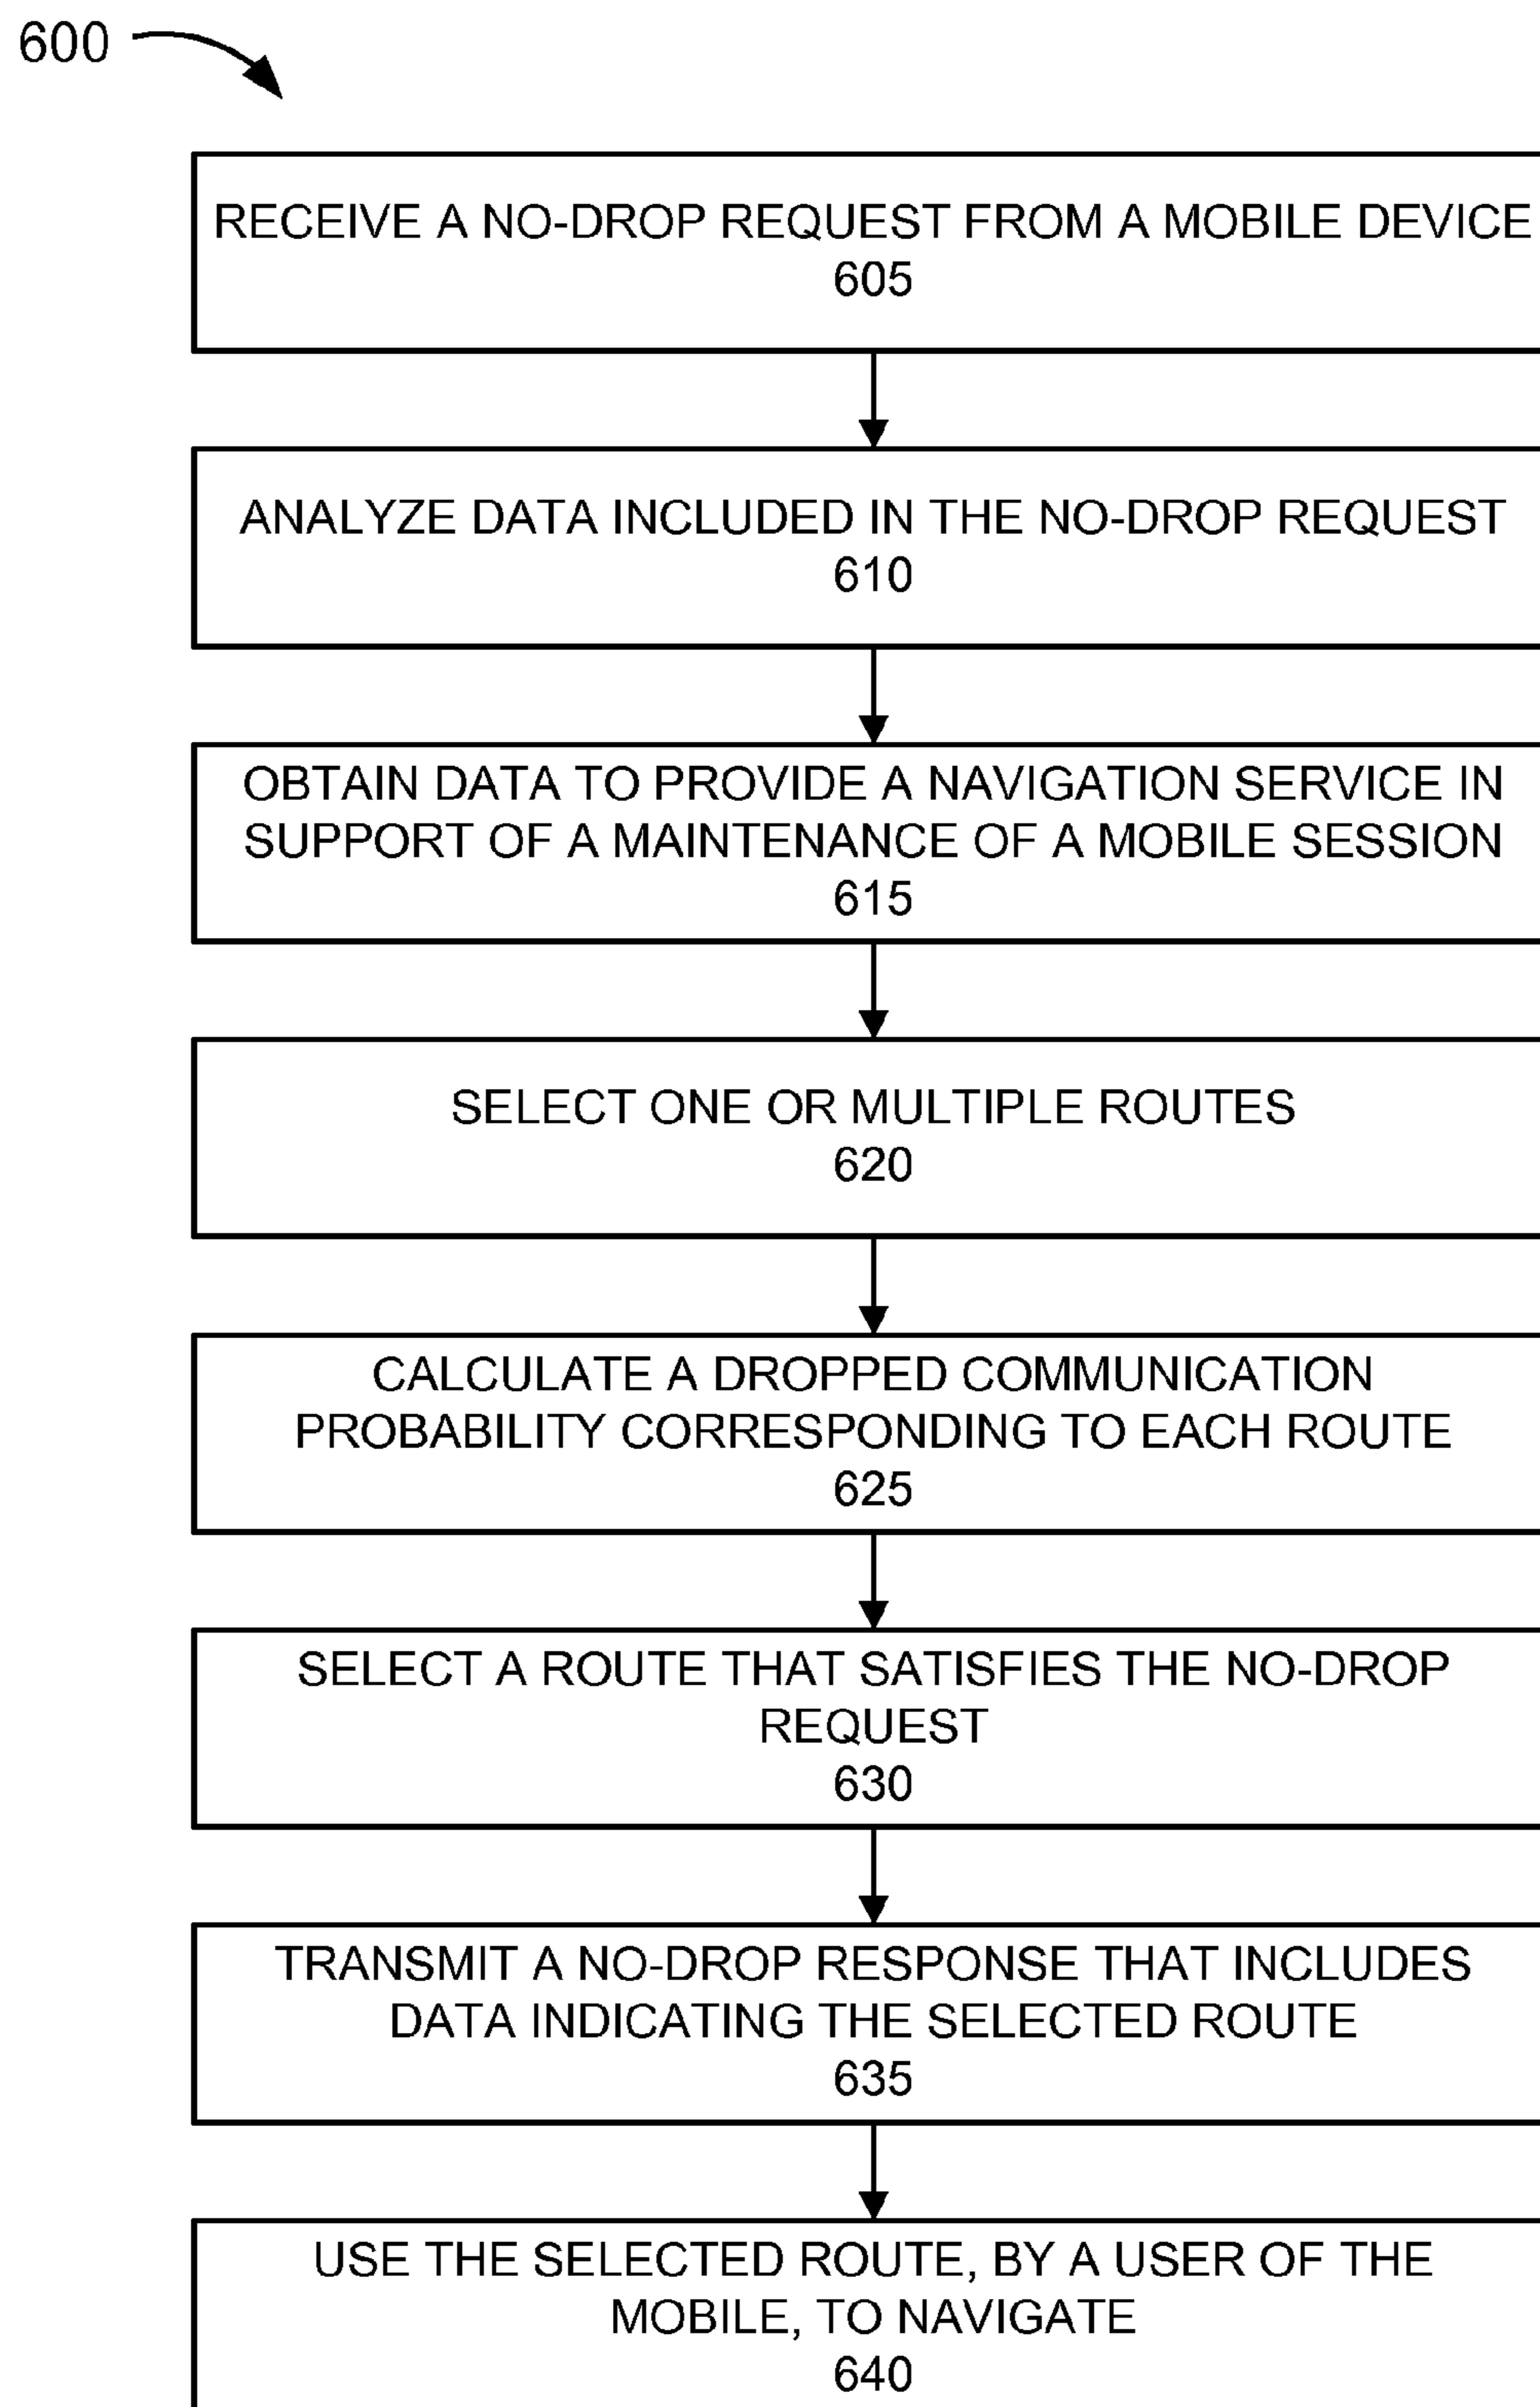 600
RECEIVE A NO-DROP REQUEST FROM A MOBILE DEVICE
605
ANALYZE DATA INCLUDED IN THE NO-DROP REQUEST
610
OBTAIN DATA TO PROVIDE A NAVIGATION SERVICE IN
SUPPORT OF A MAINTENANCE OF A MOBILE SESSION
615
SELECT ONE OR MULTIPLE ROUTES
620
CALCULATE A DROPPED COMMUNICATION
PROBABILITY CORRESPONDING TO EACH ROUTE
625
SELECT A ROUTE THAT SATISFIES THE NO-DROP
REQUEST
630
TRANSMIT A NO-DROP RESPONSE THAT INCLUDES
DATA INDICATING THE SELECTED ROUTE
635
USE THE SELECTED ROUTE, BY A USER OF THE
MOBILE, TO NAVIGATE
640